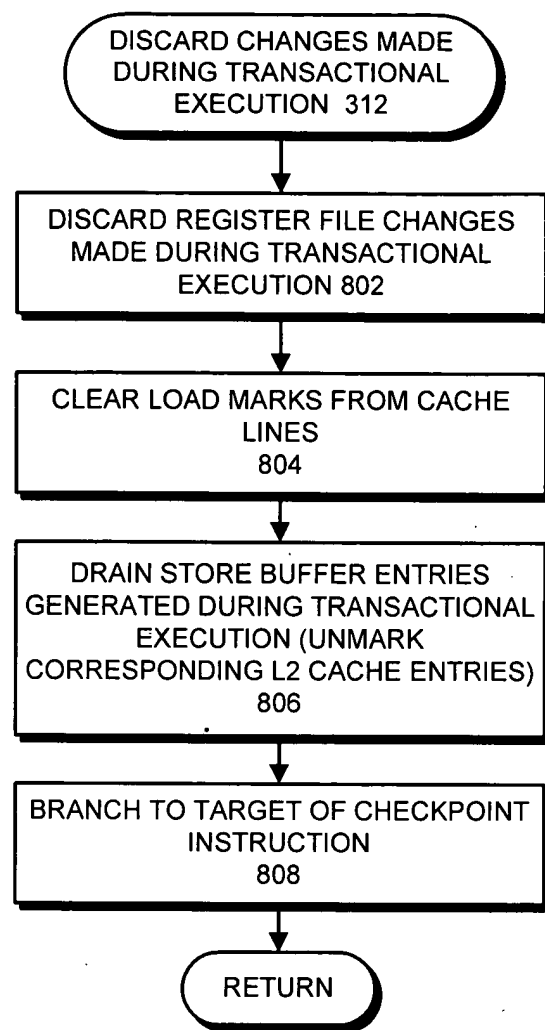 DISCARD CHANGES MADE
DURING TRANSACTIONAL
EXECUTION 312
DISCARD REGISTER FILE CHANGES
MADE DURING TRANSACTIONAL
EXECUTION 802
CLEAR LOAD MARKS FROM CACHE
LINES
804
DRAIN STORE BUFFER ENTRIES
GENERATED DURING TRANSACTIONAL
EXECUTION (UNMARK
CORRESPONDING L2 CACHE ENTRIES)
806
BRANCH TO TARGET OF CHECKPOINT
INSTRUCTION
808
RETURN